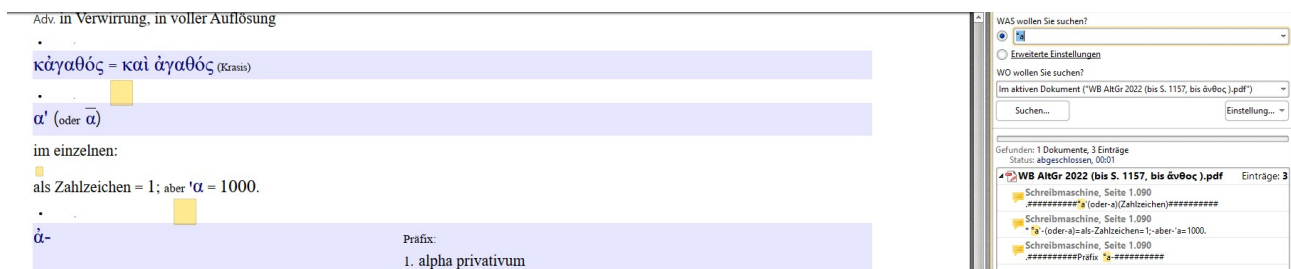 Adv. in Verwirrung, in voller Auflösung
κἀγαθός = καὶ ἀγαθός (Krasis)
α' (oder α̅)
im einzelnen:
als Zahlzeichen = 1; aber 'α = 1000.
ἀ-
Präfix:
1. alpha privativum
WAS wollen Sie suchen?
*a
Erweiterte Einstellungen
WO wollen Sie suchen?
Im aktiven Dokument ("WB AltGr 2022 (bis S. 1157, bis ἄνθος ).pdf")
Suchen...
Einstellung...
Gefunden: 1 Dokumente, 3 Einträge
Status: abgeschlossen, 00:01
WB AltGr 2022 (bis S. 1157, bis ἄνθος ).pdf Einträge: 3
Schreibmaschine, Seite 1.090
.##########*a'(oder-a)(Zahlzeichen)##########
Schreibmaschine, Seite 1.090
* *a'-(oder-a)=als-Zahlzeichen=1;-aber-'a=1000.
Schreibmaschine, Seite 1.090
.##########Präfix *a-##########